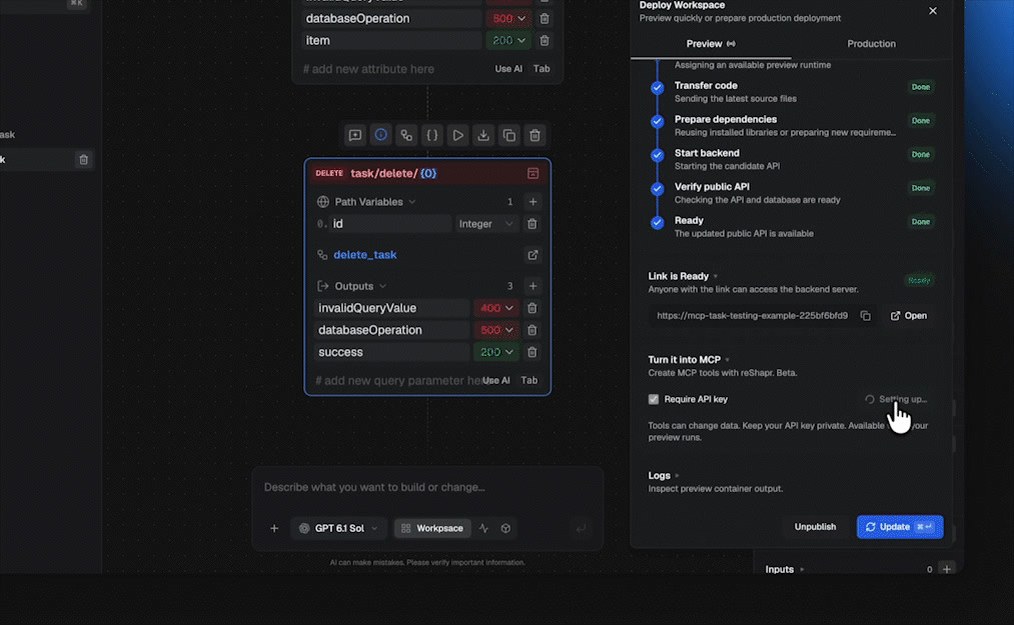 ⌘K
ask
k
databaseOperation 500
item 200
# add new attribute here Use AI Tab
DELETE task/delete/{0}
Path Variables 1
0. id Integer
delete_task
Outputs 3
invalidQueryValue 400
databaseOperation 500
success 200
# add new query parameter he Use AI Tab
Describe what you want to build or change...
GPT 6.1 Sol Workpsace
AI can make mistakes. Please verify important information.
Deploy Workspace
Preview quickly or prepare production deployment
Preview Production
Assigning an available preview runtime
Transfer code Done
Sending the latest source files
Prepare dependencies Done
Reusing installed libraries or preparing new requireme...
Start backend Done
Starting the candidate API
Verify public API Done
Checking the API and database are ready
Ready Done
The updated public API is available
Link is Ready Ready
Anyone with the link can access the backend server.
https://mcp-task-testing-example-225bf6bfd9 Open
Turn it into MCP
Create MCP tools with reShapr. Beta.
Require API key Setting up...
Tools can change data. Keep your API key private. Available your
preview runs.
Logs
Inspect preview container output.
Unpublish Update ⌘↵
Inputs 0